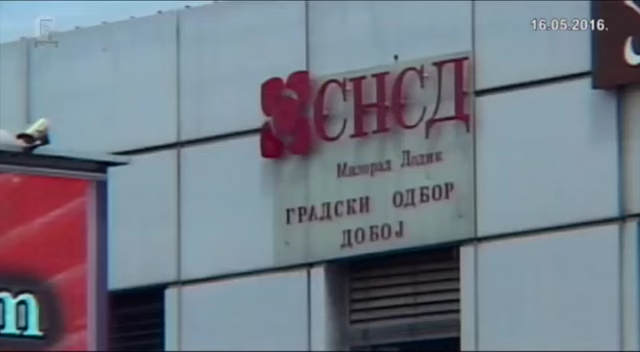 16.05.2016.
СНСД
Милорад Додик
ГРАДСКИ ОДБОР
ДОБОЈ
m